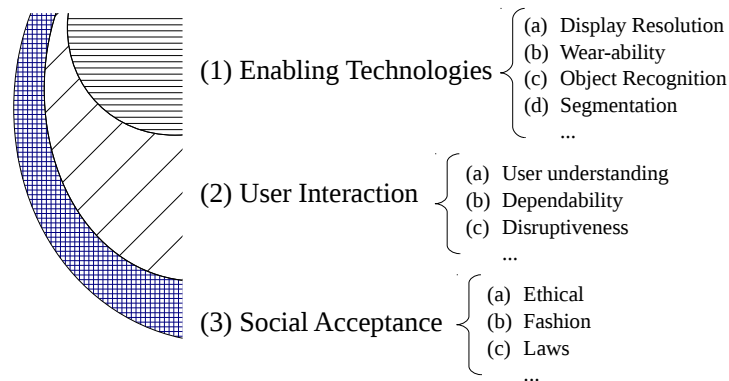 (1) Enabling Technologies
(a) Display Resolution
(b) Wear-ability
(c) Object Recognition
(d) Segmentation
...
(2) User Interaction
(a) User understanding
(b) Dependability
(c) Disruptiveness
...
(3) Social Acceptance
(a) Ethical
(b) Fashion
(c) Laws
...